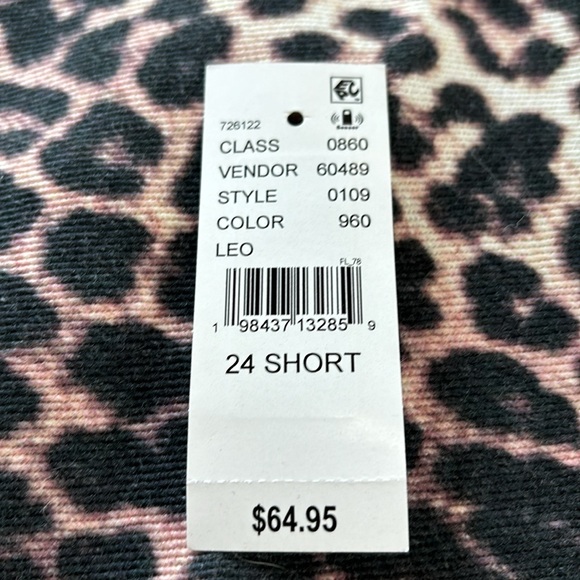 726122
Sensor
CLASS 0860
VENDOR 60489
STYLE 0109
COLOR 960
LEO
FL_78
1 98437 13285 9
24 SHORT
$64.95